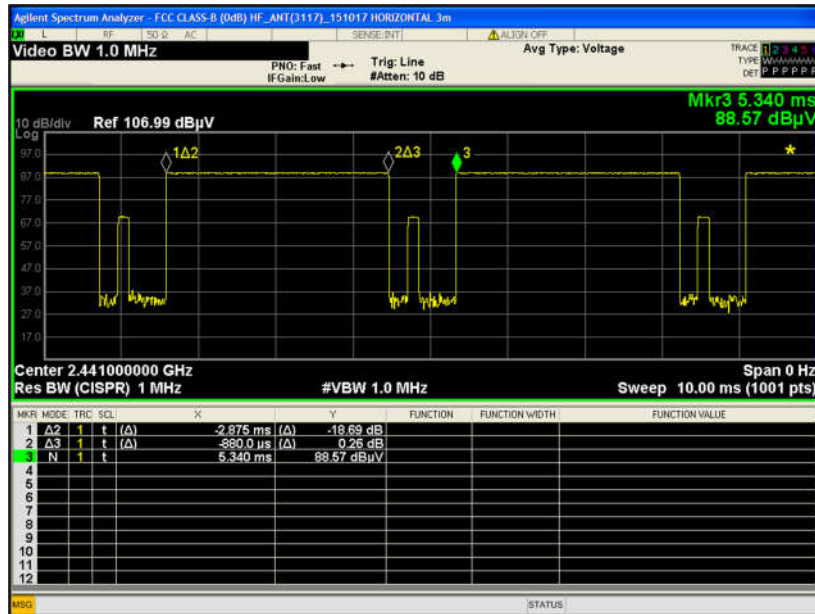 Agilent Spectrum Analyzer - FCC CLASS-B (0dB) HF_ANT(3117)_151017 HORIZONTAL 3m
L RF 50 Ω AC SENSE:INT ALIGN OFF
Video BW 1.0 MHz
PNO: Fast
IFGain:Low
Trig: Line
#Atten: 10 dB
Avg Type: Voltage
TRACE 1 2 3 4 5
TYPE
DET P P P P P
Mkr3 5.340 ms
88.57 dBµV
10 dB/div Ref 106.99 dBµV
Log
97.0
87.0
77.0
67.0
57.0
47.0
37.0
27.0
17.0
1Δ2
2Δ3
3
*
Center 2.441000000 GHz Span 0 Hz
Res BW (CISPR) 1 MHz #VBW 1.0 MHz Sweep 10.00 ms (1001 pts)
MKR MODE TRC SCL X Y FUNCTION FUNCTION WIDTH FUNCTION VALUE
1 Δ2 1 t (Δ) -2.875 ms (Δ) -18.69 dB
2 Δ3 1 t (Δ) -880.0 µs (Δ) 0.26 dB
3 N 1 t 5.340 ms 88.57 dBµV
4
5
6
7
8
9
10
11
12
MSG STATUS